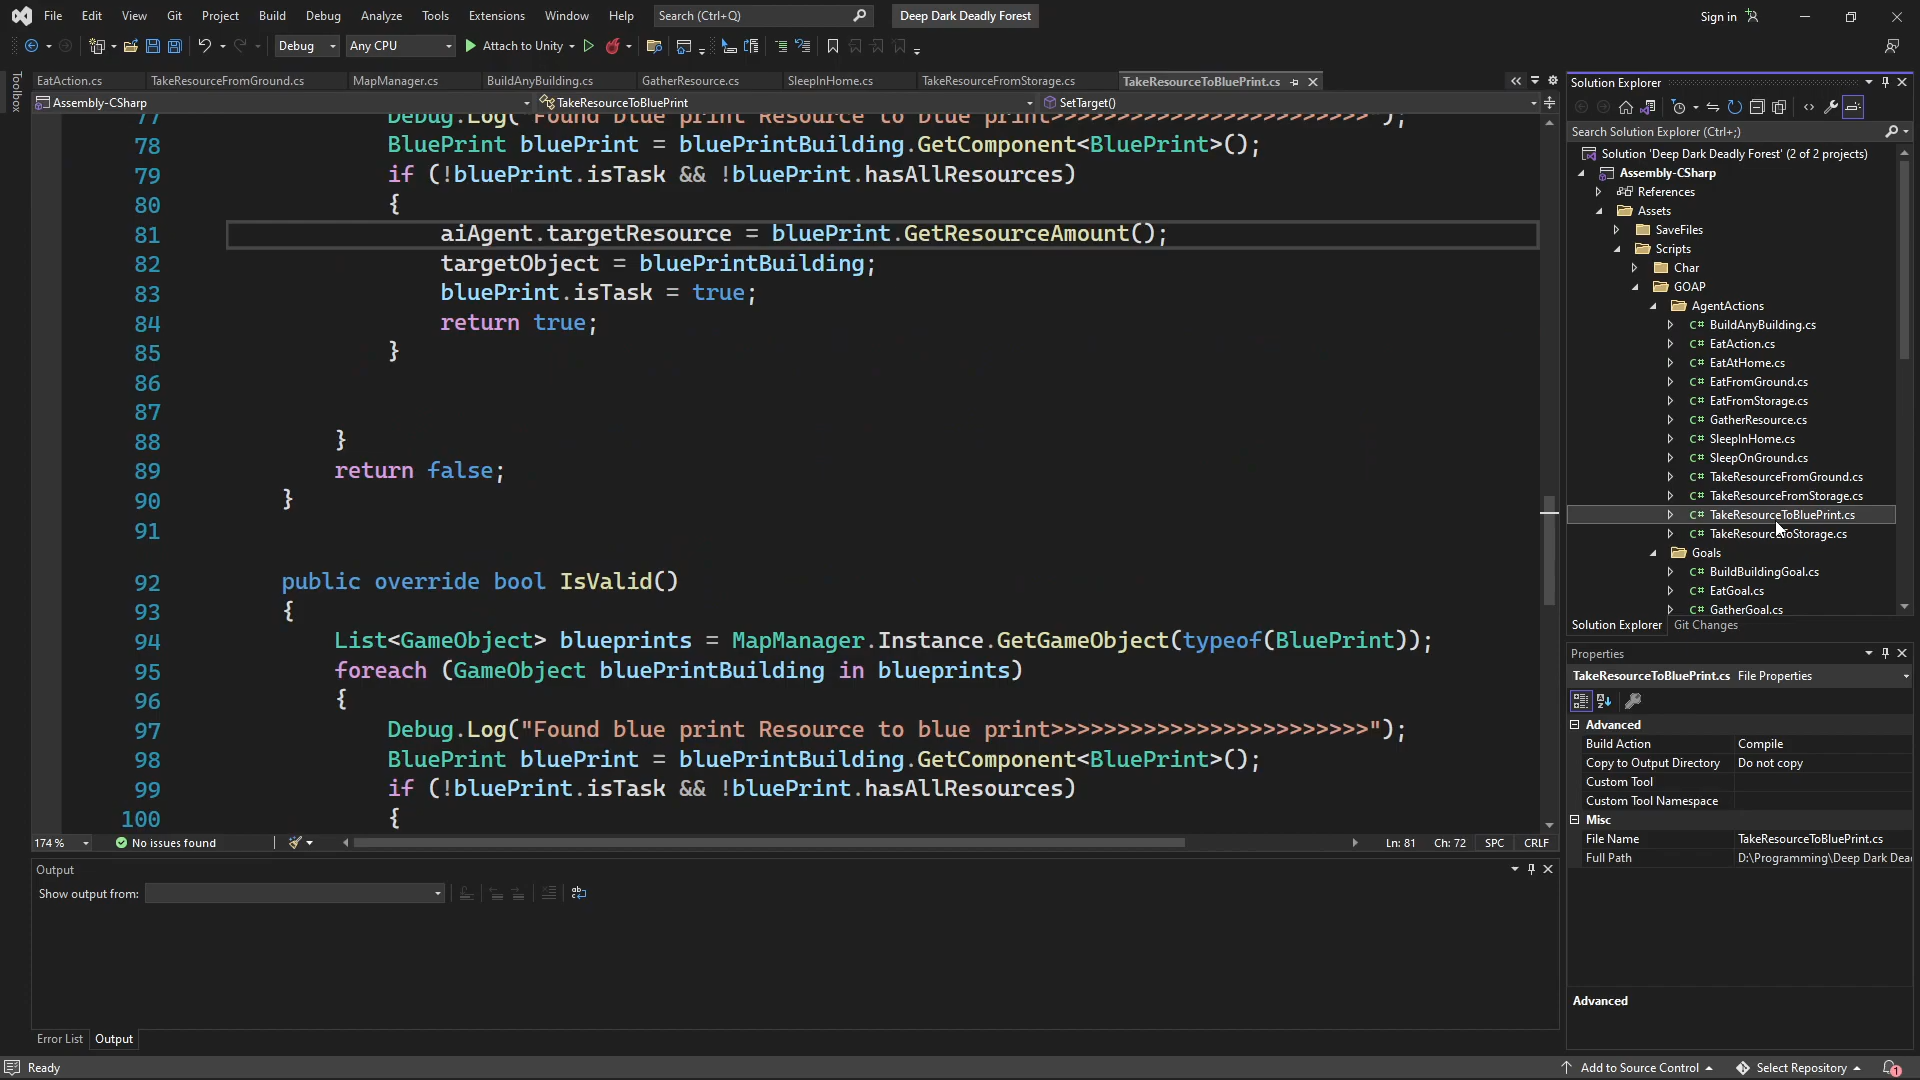 File Edit View Git Project Build Debug Analyze Tools Extensions Window Help Search (Ctrl+Q) Deep Dark Deadly Forest Sign in
Debug Any CPU Attach to Unity
EatAction.cs TakeResourceFromGround.cs MapManager.cs BuildAnyBuilding.cs GatherResource.cs SleepInHome.cs TakeResourceFromStorage.cs TakeResourceToBluePrint.cs
Toolbox
Assembly-CSharp TakeResourceToBluePrint SetTarget()
77 Debug.Log("Found blue print Resource to blue print>>>>>>>>>>>>>>>>>>>>>>>>");
78 BluePrint bluePrint = bluePrintBuilding.GetComponent<BluePrint>();
79 if (!bluePrint.isTask && !bluePrint.hasAllResources)
80 {
81 aiAgent.targetResource = bluePrint.GetResourceAmount();
82 targetObject = bluePrintBuilding;
83 bluePrint.isTask = true;
84 return true;
85 }
86
87
88 }
89 return false;
90 }
91
92 public override bool IsValid()
93 {
94 List<GameObject> blueprints = MapManager.Instance.GetGameObject(typeof(BluePrint));
95 foreach (GameObject bluePrintBuilding in blueprints)
96 {
97 Debug.Log("Found blue print Resource to blue print>>>>>>>>>>>>>>>>>>>>>>>>");
98 BluePrint bluePrint = bluePrintBuilding.GetComponent<BluePrint>();
99 if (!bluePrint.isTask && !bluePrint.hasAllResources)
100 {
174 % No issues found Ln: 81 Ch: 72 SPC CRLF
Output
Show output from:
Error List Output
Solution Explorer
Search Solution Explorer (Ctrl+;)
Solution 'Deep Dark Deadly Forest' (2 of 2 projects)
Assembly-CSharp
References
Assets
SaveFiles
Scripts
Char
GOAP
AgentActions
C# BuildAnyBuilding.cs
C# EatAction.cs
C# EatAtHome.cs
C# EatFromGround.cs
C# EatFromStorage.cs
C# GatherResource.cs
C# SleepInHome.cs
C# SleepOnGround.cs
C# TakeResourceFromGround.cs
C# TakeResourceFromStorage.cs
C# TakeResourceToBluePrint.cs
C# TakeResourceToStorage.cs
Goals
C# BuildBuildingGoal.cs
C# EatGoal.cs
C# GatherGoal.cs
Solution Explorer Git Changes
Properties
TakeResourceToBluePrint.cs File Properties
Advanced
Build Action Compile
Copy to Output Directory Do not copy
Custom Tool
Custom Tool Namespace
Misc
File Name TakeResourceToBluePrint.cs
Full Path D:\Programming\Deep Dark Dea
Advanced
Ready Add to Source Control Select Repository 1